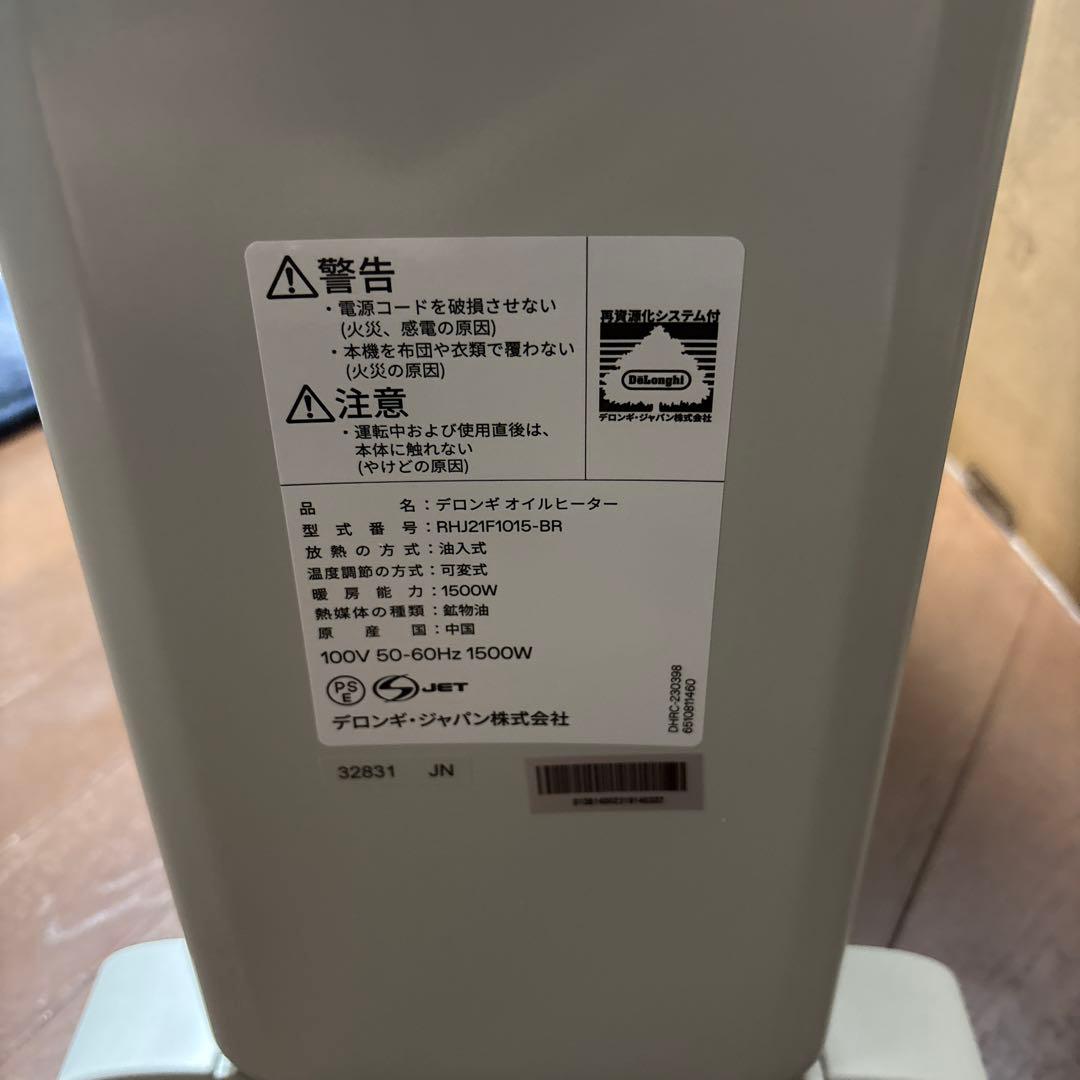 警告
・電源コードを破損させない
(火災、感電の原因)
・本機を布団や衣類で覆わない
(火災の原因)
注意
・運転中および使用直後は、
本体に触れない
(やけどの原因)
再資源化システム付
DeLonghi
デロンギ・ジャパン株式会社
品名：デロンギ オイルヒーター
型式番号：RHJ21F1015-BR
放熱の方式：油入式
温度調節の方式：可変式
暖房能力：1500W
熱媒体の種類：鉱物油
原産国：中国
100V 50-60Hz 1500W
PSE JET
デロンギ・ジャパン株式会社
DHRC-230398
6510811460
32831 JN